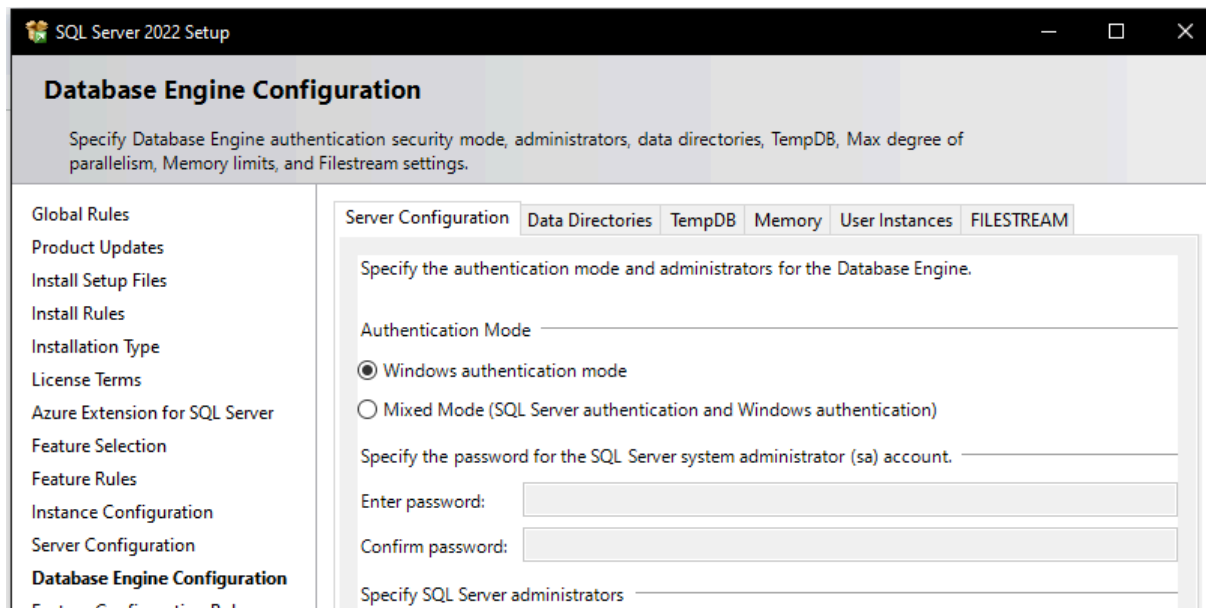 SQL Server 2022 Setup
Database Engine Configuration
Specify Database Engine authentication security mode, administrators, data directories, TempDB, Max degree of
parallelism, Memory limits, and Filestream settings.
Global Rules
Product Updates
Install Setup Files
Install Rules
Installation Type
License Terms
Azure Extension for SQL Server
Feature Selection
Feature Rules
Instance Configuration
Server Configuration
Database Engine Configuration
Server Configuration Data Directories TempDB Memory User Instances FILESTREAM
Specify the authentication mode and administrators for the Database Engine.
Authentication Mode
Windows authentication mode
Mixed Mode (SQL Server authentication and Windows authentication)
Specify the password for the SQL Server system administrator (sa) account.
Enter password:
Confirm password:
Specify SQL Server administrators